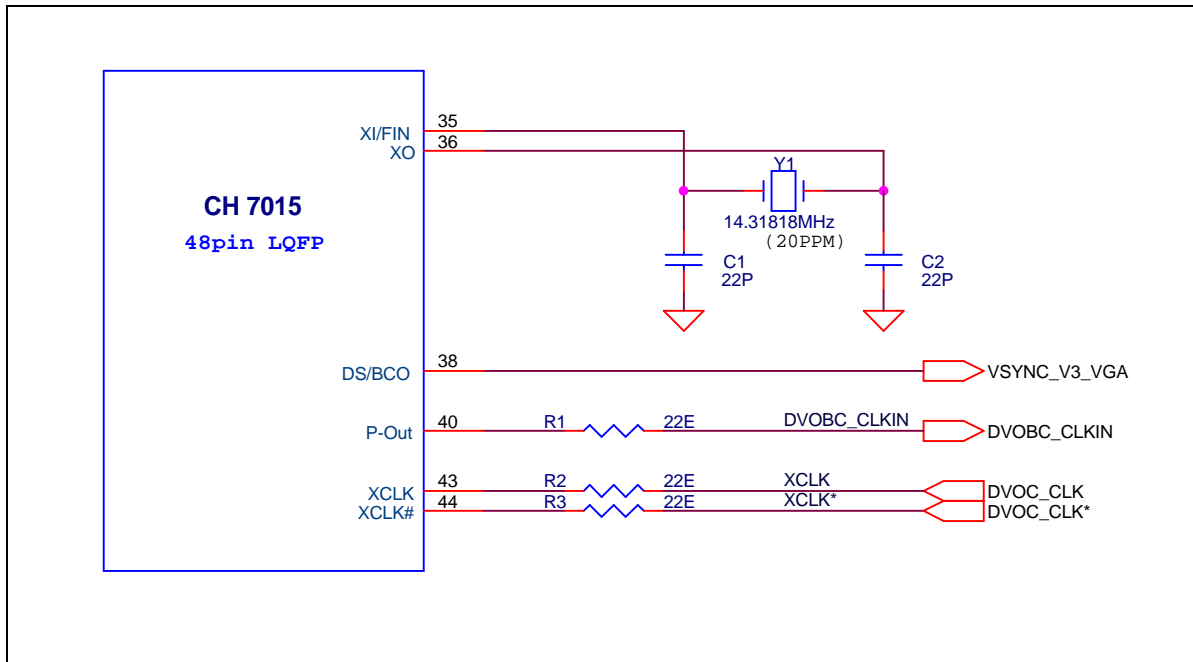 35
XI/FIN
36
XO
Y1
CH 7015
48pin LQFP
14.31818MHz
(20PPM)
C1
22P
C2
22P
38
DS/BCO
VSYNC_V3_VGA
40
P-Out
R1
22E
DVOBC_CLKIN
DVOBC_CLKIN
43
XCLK
R2
22E
XCLK
DVOC_CLK
44
XCLK#
R3
22E
XCLK*
DVOC_CLK*